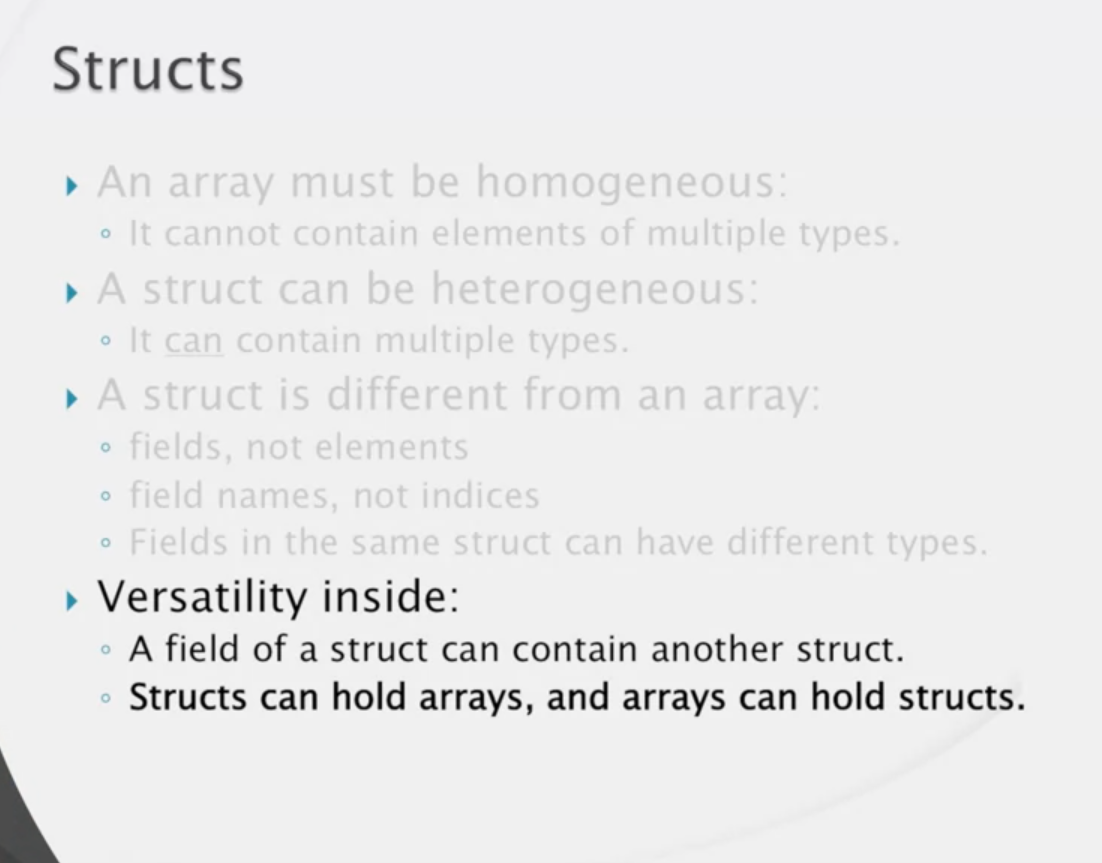 Structs
An array must be homogeneous:
It cannot contain elements of multiple types.
A struct can be heterogeneous:
It can contain multiple types.
A struct is different from an array:
fields, not elements
field names, not indices
Fields in the same struct can have different types.
Versatility inside:
A field of a struct can contain another struct.
Structs can hold arrays, and arrays can hold structs.